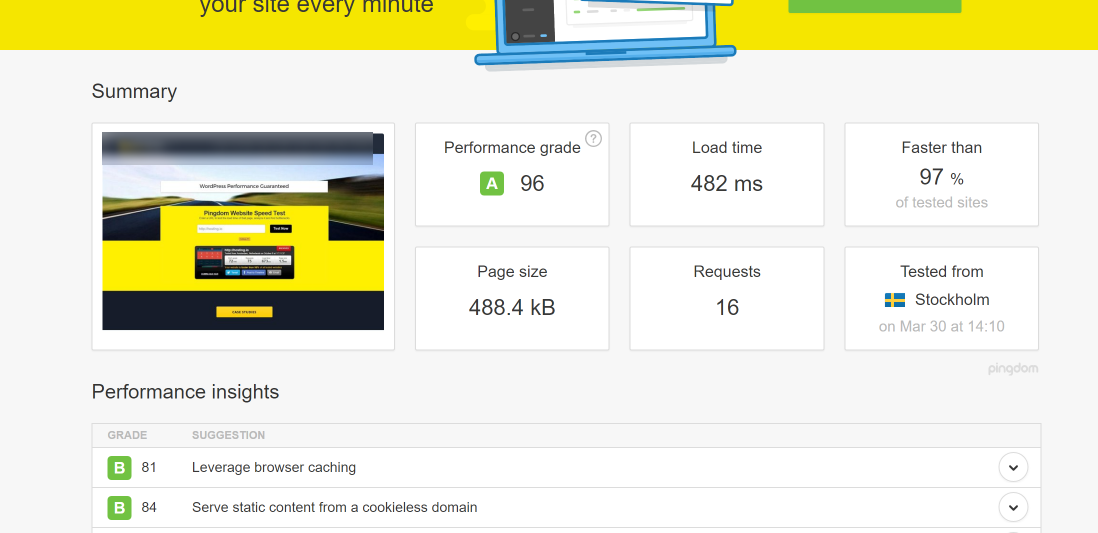 your site every minute
Summary
WordPress Performance Guaranteed
Pingdom Website Speed Test
Test Now
CASE STUDIES
Performance grade ?
A 96
Load time
482 ms
Faster than
97 %
of tested sites
Page size
488.4 kB
Requests
16
Tested from
Stockholm
on Mar 30 at 14:10
pingdom
Performance insights
GRADE SUGGESTION
B 81 Leverage browser caching
B 84 Serve static content from a cookieless domain